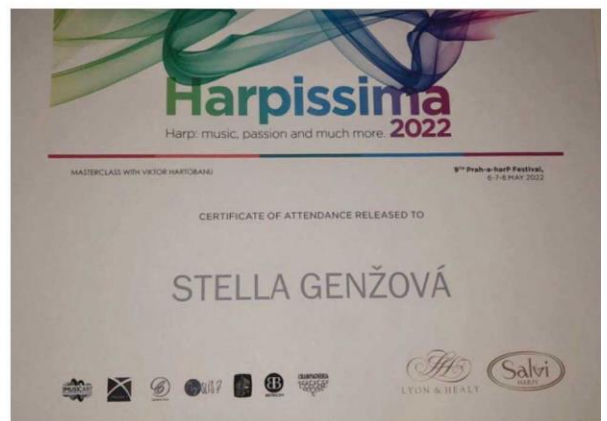 Harpissima
Harp: music, passion and much more. 2022
MASTERCLASS WITH VIKTOR HARTOBANU
9TH Prah-a-harP Festival,
6-7-8 MAY 2022
CERTIFICATE OF ATTENDANCE RELEASED TO
STELLA GENŽOVÁ
LYON & HEALY
Salvi
HARPS